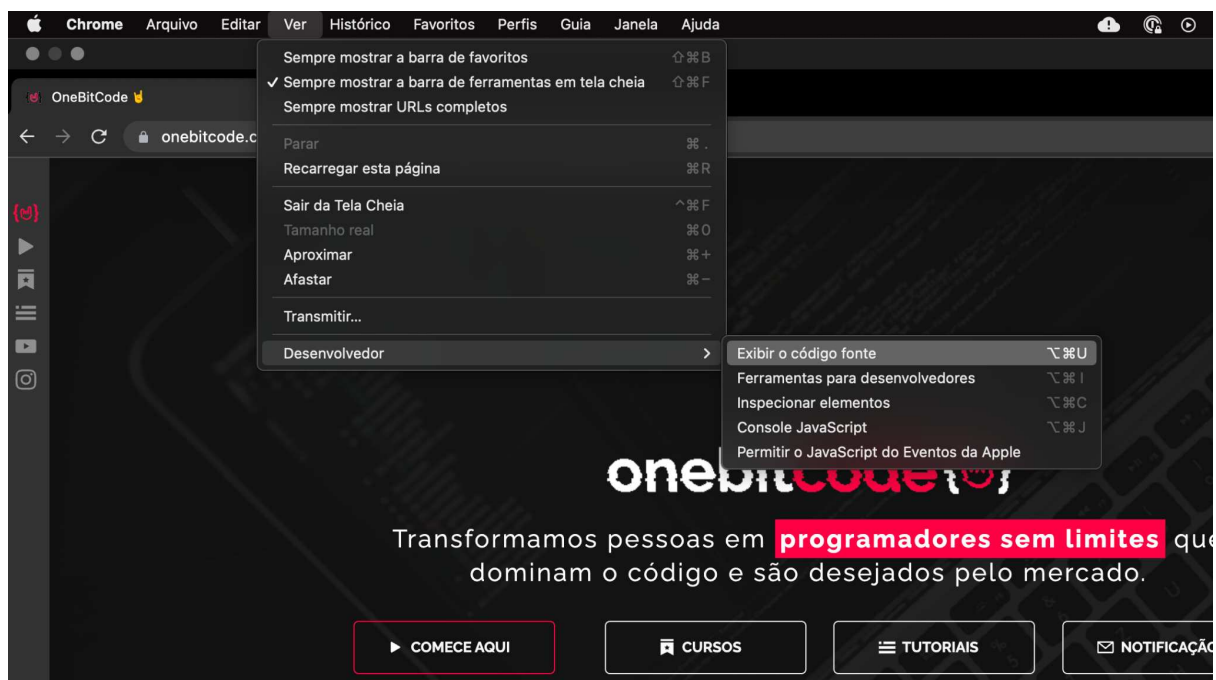 Chrome Arquivo Editar Ver Histórico Favoritos Perfis Guia Janela Ajuda
Sempre mostrar a barra de favoritos ⇧⌘B
✓ Sempre mostrar a barra de ferramentas em tela cheia ⇧⌘F
Sempre mostrar URLs completos
Parar ⌘.
Recarregar esta página ⌘R
Sair da Tela Cheia ^⌘F
Tamanho real ⌘0
Aproximar ⌘+
Afastar ⌘−
Transmitir...
Desenvolvedor >
Exibir o código fonte ⌥⌘U
Ferramentas para desenvolvedores ⌥⌘I
Inspecionar elementos ⌥⌘C
Console JavaScript ⌥⌘J
Permitir o JavaScript do Eventos da Apple
OneBitCode 🤘
onebitcode.c
onebitcode{}
Transformamos pessoas em programadores sem limites que
dominam o código e são desejados pelo mercado.
COMECE AQUI
CURSOS
TUTORIAIS
NOTIFICAÇÃO